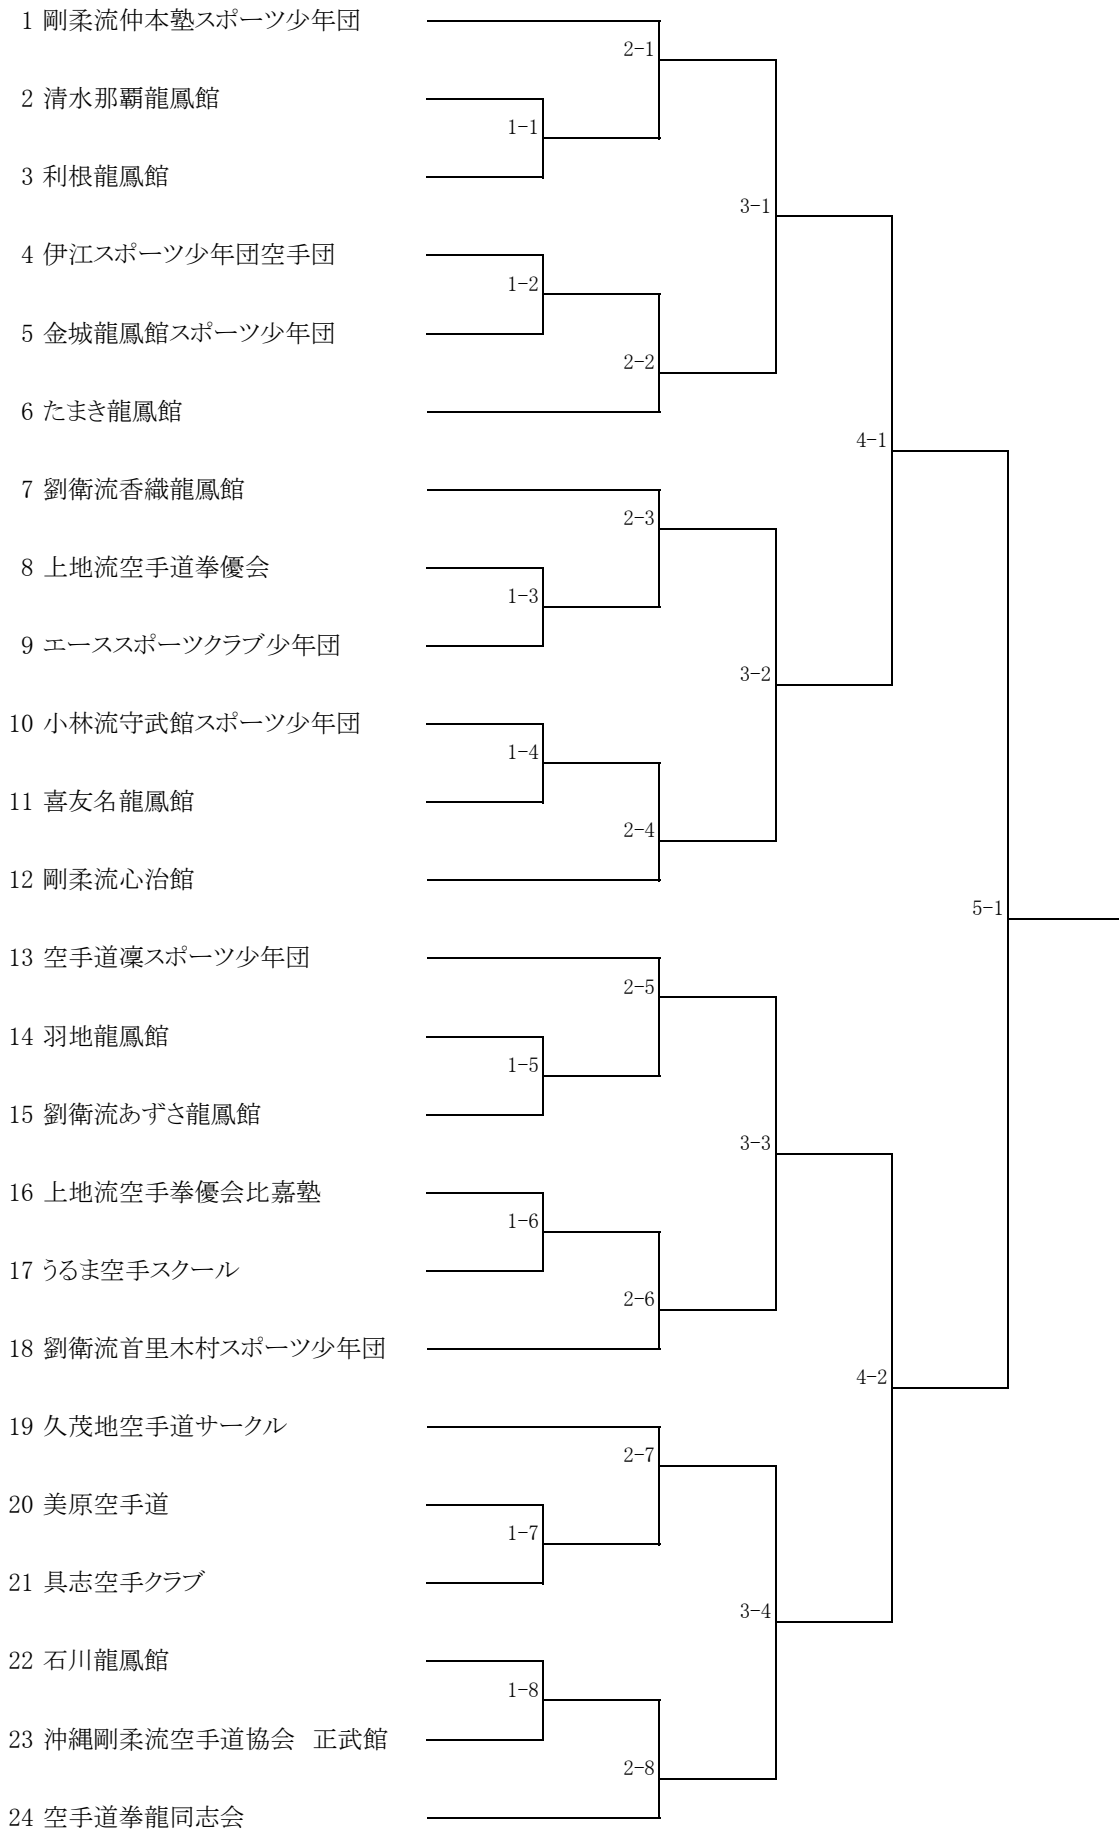 1 剛柔流仲本塾スポーツ少年団
2-1
2 清水那覇龍鳳館
1-1
3 利根龍鳳館
3-1
4 伊江スポーツ少年団空手団
1-2
5 金城龍鳳館スポーツ少年団
2-2
6 たまき龍鳳館
4-1
7 劉衛流香織龍鳳館
2-3
8 上地流空手道拳優会
1-3
9 エーススポーツクラブ少年団
3-2
10 小林流守武館スポーツ少年団
1-4
11 喜友名龍鳳館
2-4
12 剛柔流心治館
5-1
13 空手道凜スポーツ少年団
2-5
14 羽地龍鳳館
1-5
15 劉衛流あずさ龍鳳館
3-3
16 上地流空手拳優会比嘉塾
1-6
17 うるま空手スクール
2-6
18 劉衛流首里木村スポーツ少年団
4-2
19 久茂地空手道サークル
2-7
20 美原空手道
1-7
21 具志空手クラブ
3-4
22 石川龍鳳館
1-8
23 沖縄剛柔流空手道協会　正武館
2-8
24 空手道拳龍同志会